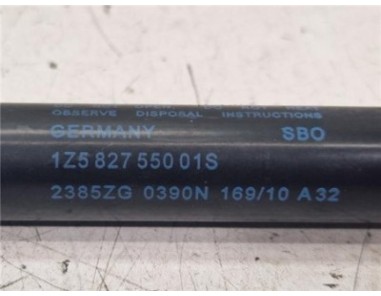 OBSERVE DISPOSAL INSTRUCTIONS
GERMANY SBO
1Z5 827 550 01S
2385ZG 0390N 169/10 A32